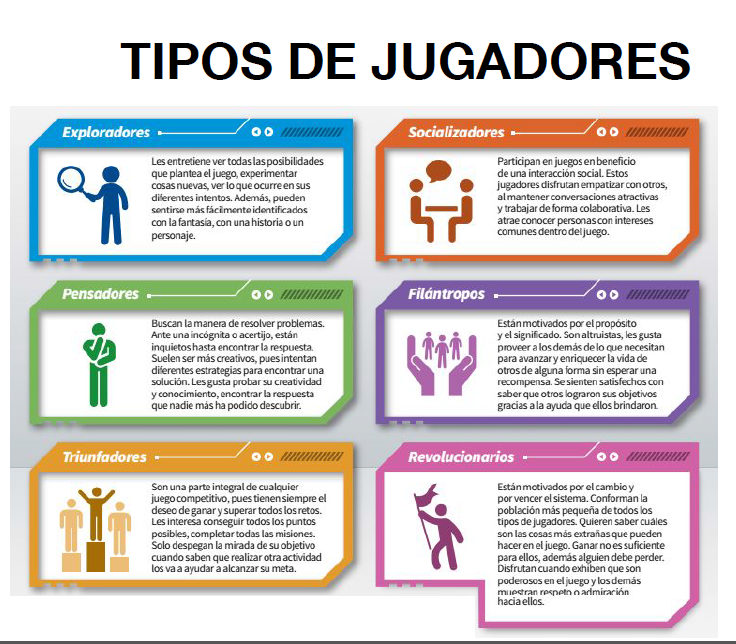 TIPOS DE JUGADORES
Exploradores
Les entretiene ver todas las posibilidades
que plantea el juego, experimentar
cosas nuevas, ver lo que ocurre en sus
diferentes intentos. Además, pueden
sentirse más fácilmente identificados
con la fantasía, con una historia o un
personaje.
Socializadores
Participan en juegos en beneficio
de una interacción social. Estos
jugadores disfrutan empatizar con otros,
al mantener conversaciones atractivas
y trabajar de forma colaborativa. Les
atrae conocer personas con intereses
comunes dentro del juego.
Pensadores
Buscan la manera de resolver problemas.
Ante una incógnita o acertijo, están
inquietos hasta encontrar la respuesta.
Suelen ser más creativos, pues intentan
diferentes estrategias para encontrar una
solución. Les gusta probar su creatividad
y conocimiento, encontrar la respuesta
que nadie más ha podido descubrir.
Filántropos
Están motivados por el propósito
y el significado. Son altruistas, les gusta
proveer a los demás de lo que necesitan
para avanzar y enriquecer la vida de
otros de alguna forma sin esperar una
recompensa. Se sienten satisfechos con
saber que otros lograron sus objetivos
gracias a la ayuda que ellos brindaron.
Triunfadores
Son una parte integral de cualquier
juego competitivo, pues tienen siempre el
deseo de ganar y superar todos los retos.
Les interesa conseguir todos los puntos
posibles, completar todas las misiones.
Solo despegan la mirada de su objetivo
cuando saben que realizar otra actividad
los va a ayudar a alcanzar su meta.
Revolucionarios
Están motivados por el cambio y
por vencer el sistema. Conforman la
población más pequeña de todos los
tipos de jugadores. Quieren saber cuáles
son las cosas más extrañas que pueden
hacer en el juego. Ganar no es suficiente
para ellos, además alguien debe perder.
Disfrutan cuando exhiben que son
poderosos en el juego y los demás
muestran respeto o admiración
hacia ellos.